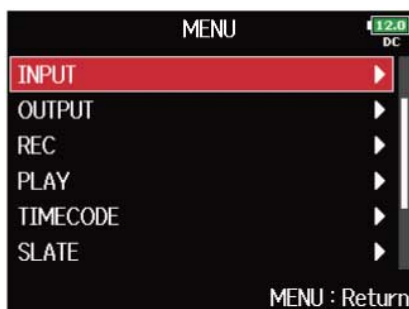 MENU
12.0
DC
INPUT
OUTPUT
REC
PLAY
TIMECODE
SLATE
MENU : Return